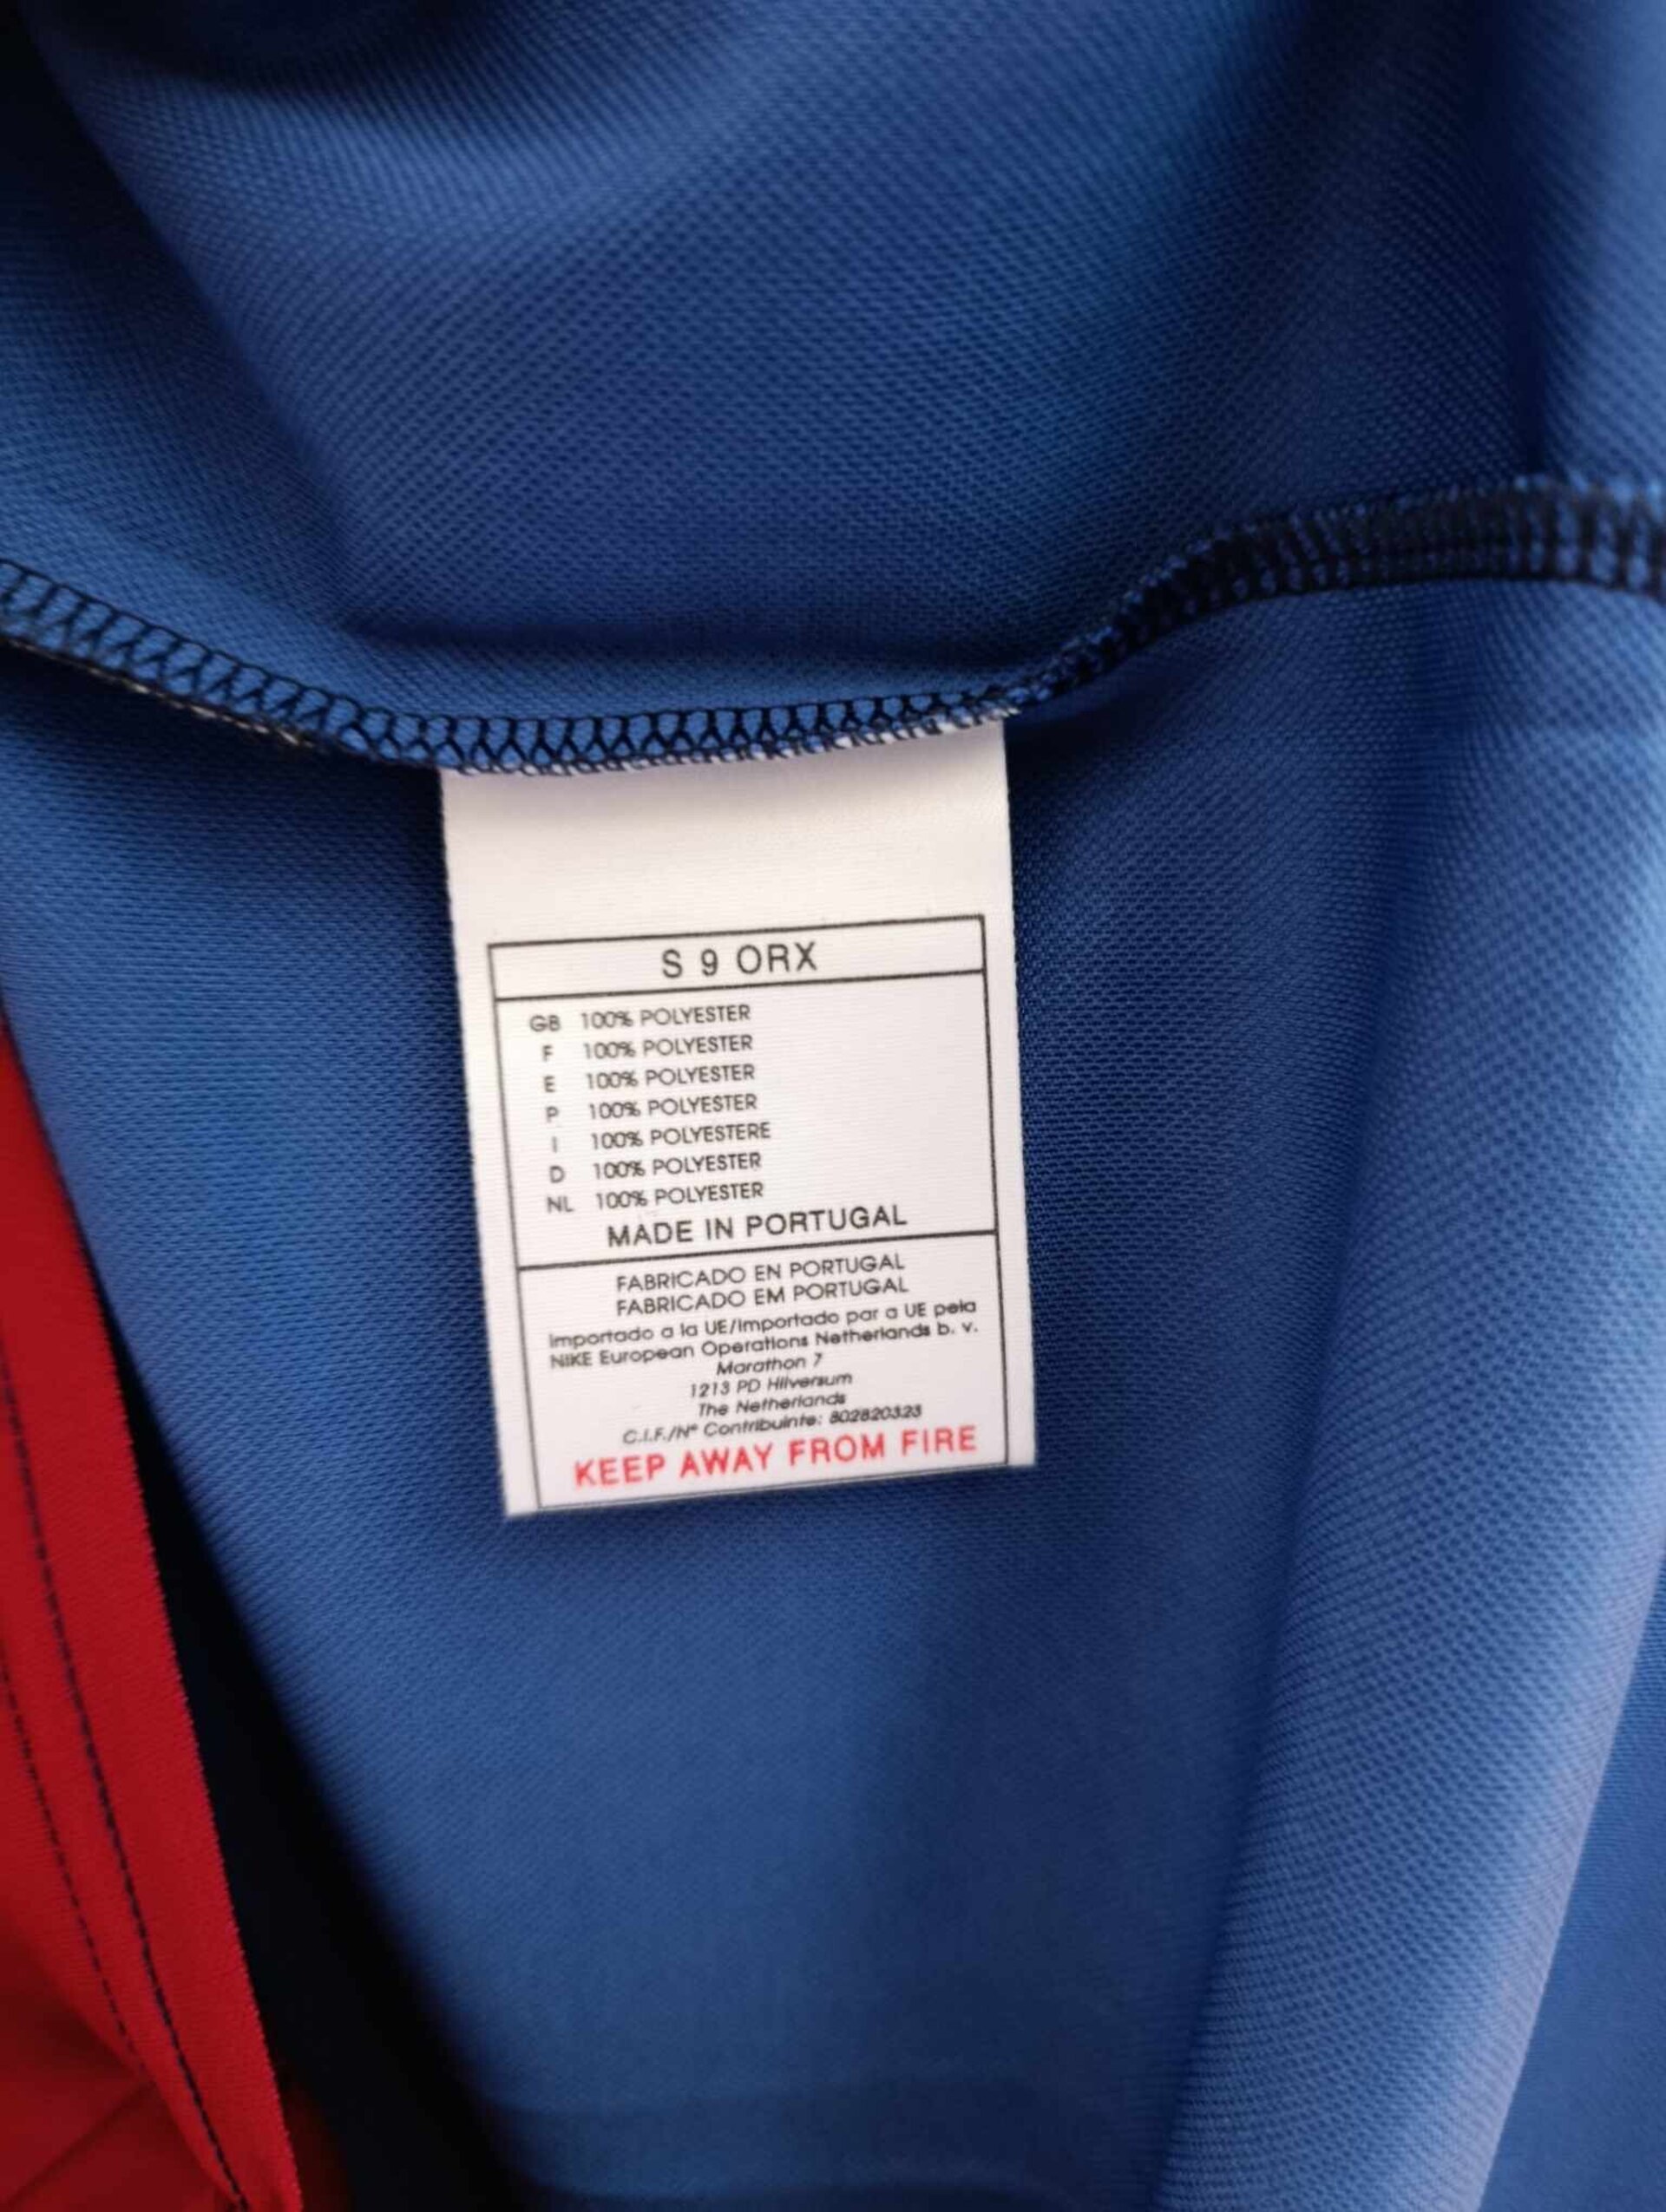 S 9 ORX
GB 100% POLYESTER
F 100% POLYESTER
E 100% POLYESTER
P 100% POLYESTER
I 100% POLYESTERE
D 100% POLYESTER
NL 100% POLYESTER
MADE IN PORTUGAL
FABRICADO EN PORTUGAL
FABRICADO EM PORTUGAL
Importado a la UE/Importado par a UE pela
NIKE European Operations Netherlands b. v.
Marathon 7
1213 PD Hilversum
The Netherlands
C.I.F./Nº Contribuinte: 802820323
KEEP AWAY FROM FIRE